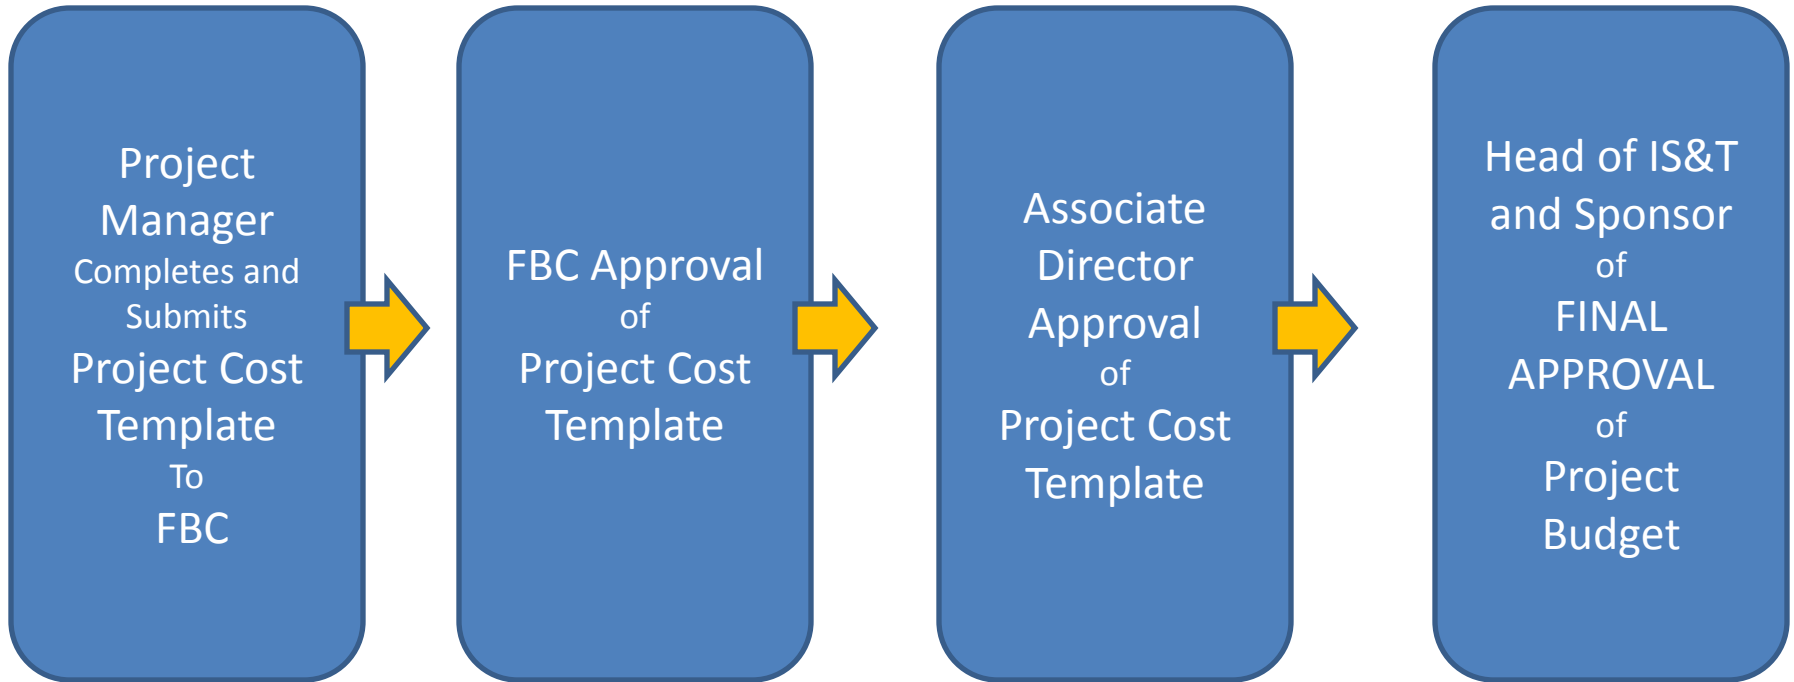 Project
Manager
Completes and
Submits
Project Cost
Template
To
FBC
FBC Approval
of
Project Cost
Template
Associate
Director
Approval
of
Project Cost
Template
Head of IS&T
and Sponsor
of
FINAL
APPROVAL
of
Project
Budget